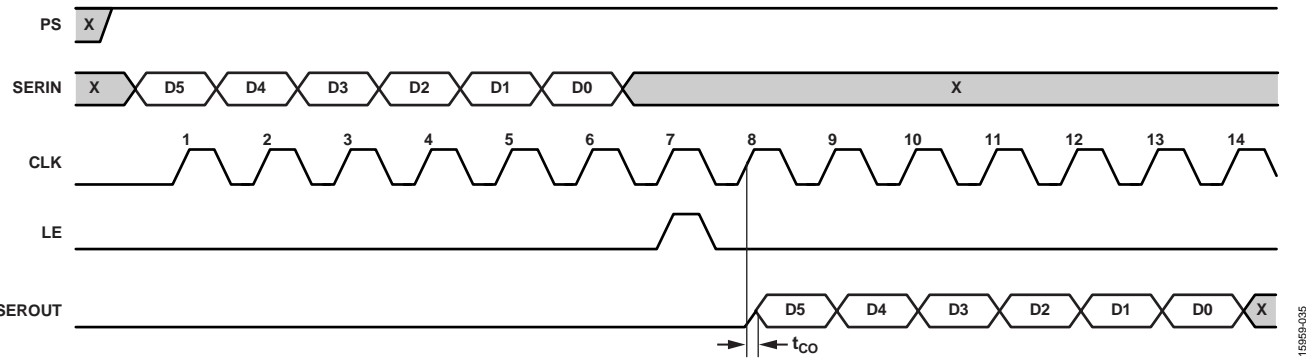 PS X
SERIN X D5 D4 D3 D2 D1 D0 X
1 2 3 4 5 6 7 8 9 10 11 12 13 14
CLK
LE
SEROUT D5 D4 D3 D2 D1 D0 X
tCO
15959-035